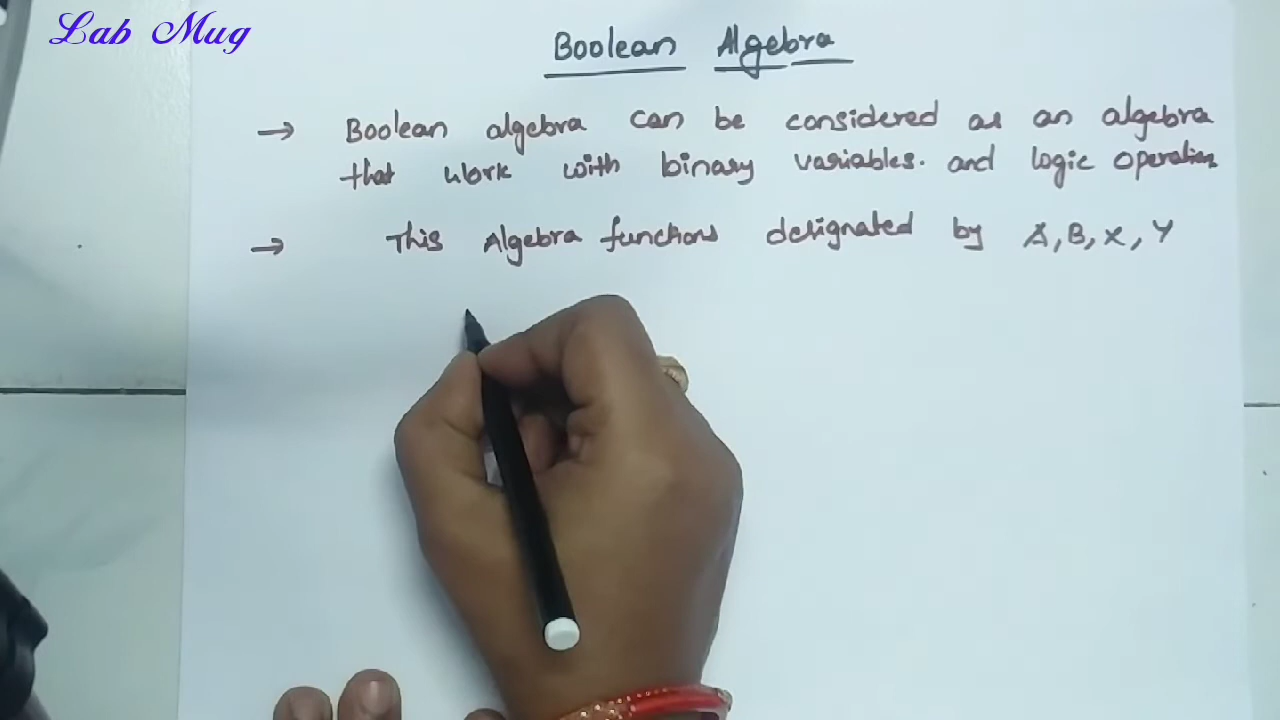 Lab Mug
Boolean Algebra
→ Boolean algebra can be considered as an algebra
that work with binary variables. and logic operation
→ This Algebra functions designated by A, B, X, Y